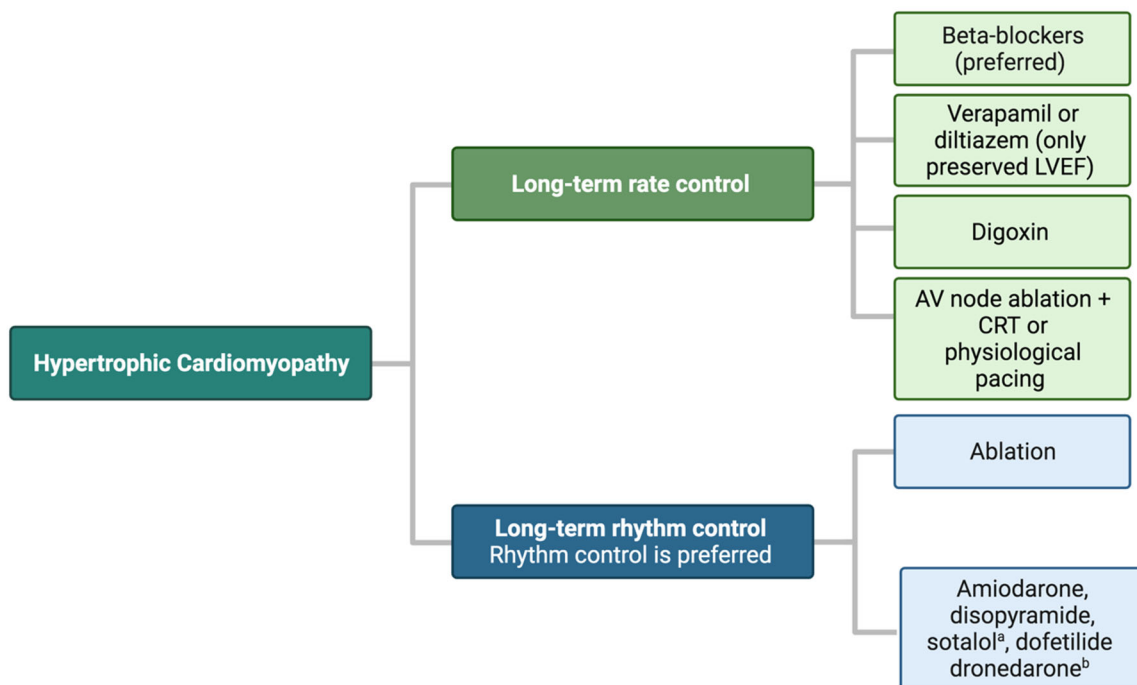 Hypertrophic Cardiomyopathy
Long-term rate control
Beta-blockers
(preferred)
Verapamil or
diltiazem (only
preserved LVEF)
Digoxin
AV node ablation +
CRT or
physiological
pacing
Long-term rhythm control
Rhythm control is preferred
Ablation
Amiodarone,
disopyramide,
sotalolᵃ, dofetilide
dronedaroneᵇ